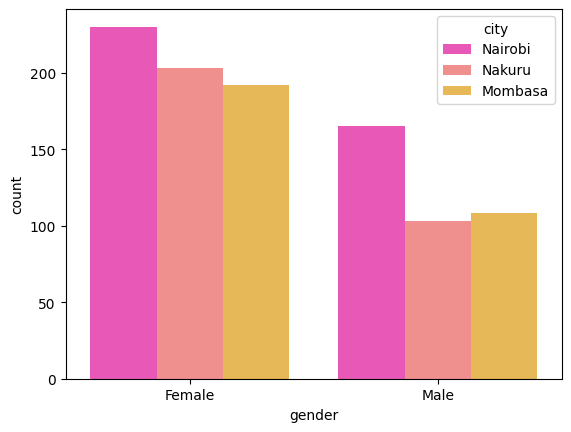 city
Nairobi
Nakuru
Mombasa
count
200
150
100
50
0
Female
Male
gender